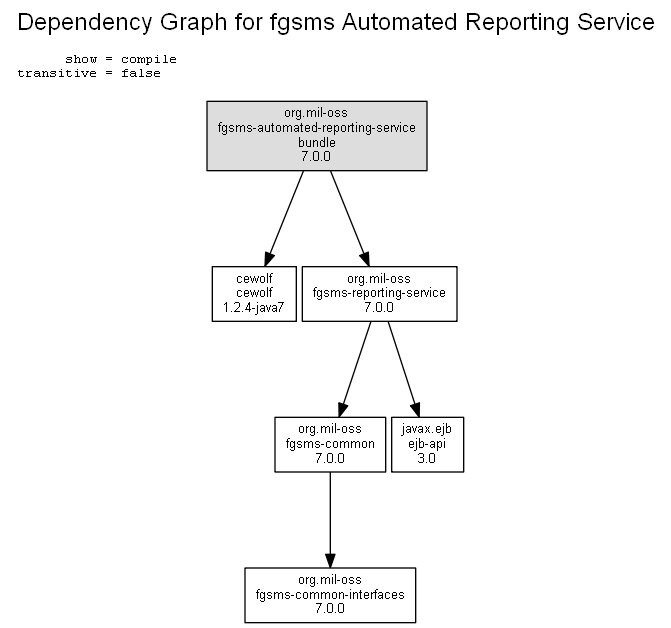 Dependency Graph for fgsms Automated Reporting Service
show = compile
transitive = false
org.mil-oss
fgsms-automated-reporting-service
bundle
7.0.0
cewolf
cewolf
1.2.4-java7
org.mil-oss
fgsms-reporting-service
7.0.0
org.mil-oss
fgsms-common
7.0.0
javax.ejb
ejb-api
3.0
org.mil-oss
fgsms-common-interfaces
7.0.0